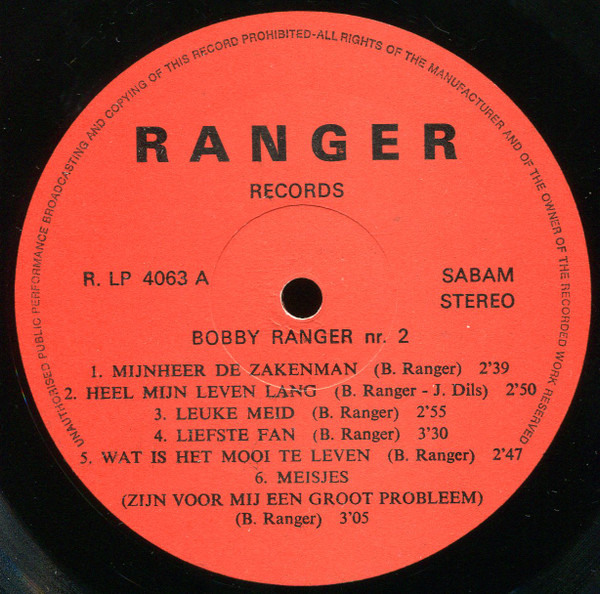 UNAUTHORISED PUBLIC PERFORMANCE BROADCASTING AND COPYING OF THIS RECORD PROHIBITED-ALL RIGHTS OF THE MANUFACTURER AND OF THE OWNER OF THE RECORDED WORK RESERVED
RANGER
RECORDS
R. LP 4063 A
SABAM
STEREO
BOBBY RANGER nr. 2
1. MIJNHEER DE ZAKENMAN (B. Ranger) 2'39
2. HEEL MIJN LEVEN LANG (B. Ranger - J. Dils) 2'50
3. LEUKE MEID (B. Ranger) 2'55
4. LIEFSTE FAN (B. Ranger) 3'30
5. WAT IS HET MOOI TE LEVEN (B. Ranger) 2'47
6. MEISJES
(ZIJN VOOR MIJ EEN GROOT PROBLEEM)
(B. Ranger) 3'05